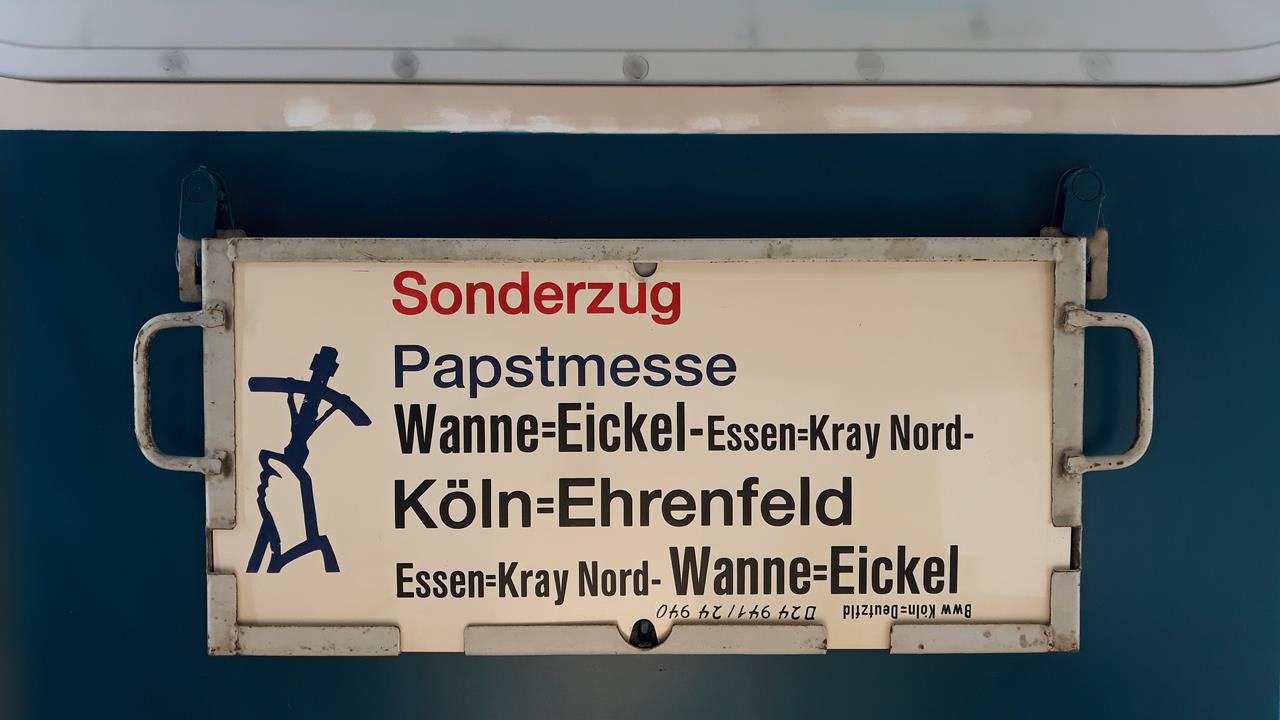 Sonderzug
Papstmesse
Wanne=Eickel-Essen=Kray Nord-
Köln=Ehrenfeld
Essen=Kray Nord- Wanne=Eickel
Bww Köln=Deutzfld D24 941/24 940